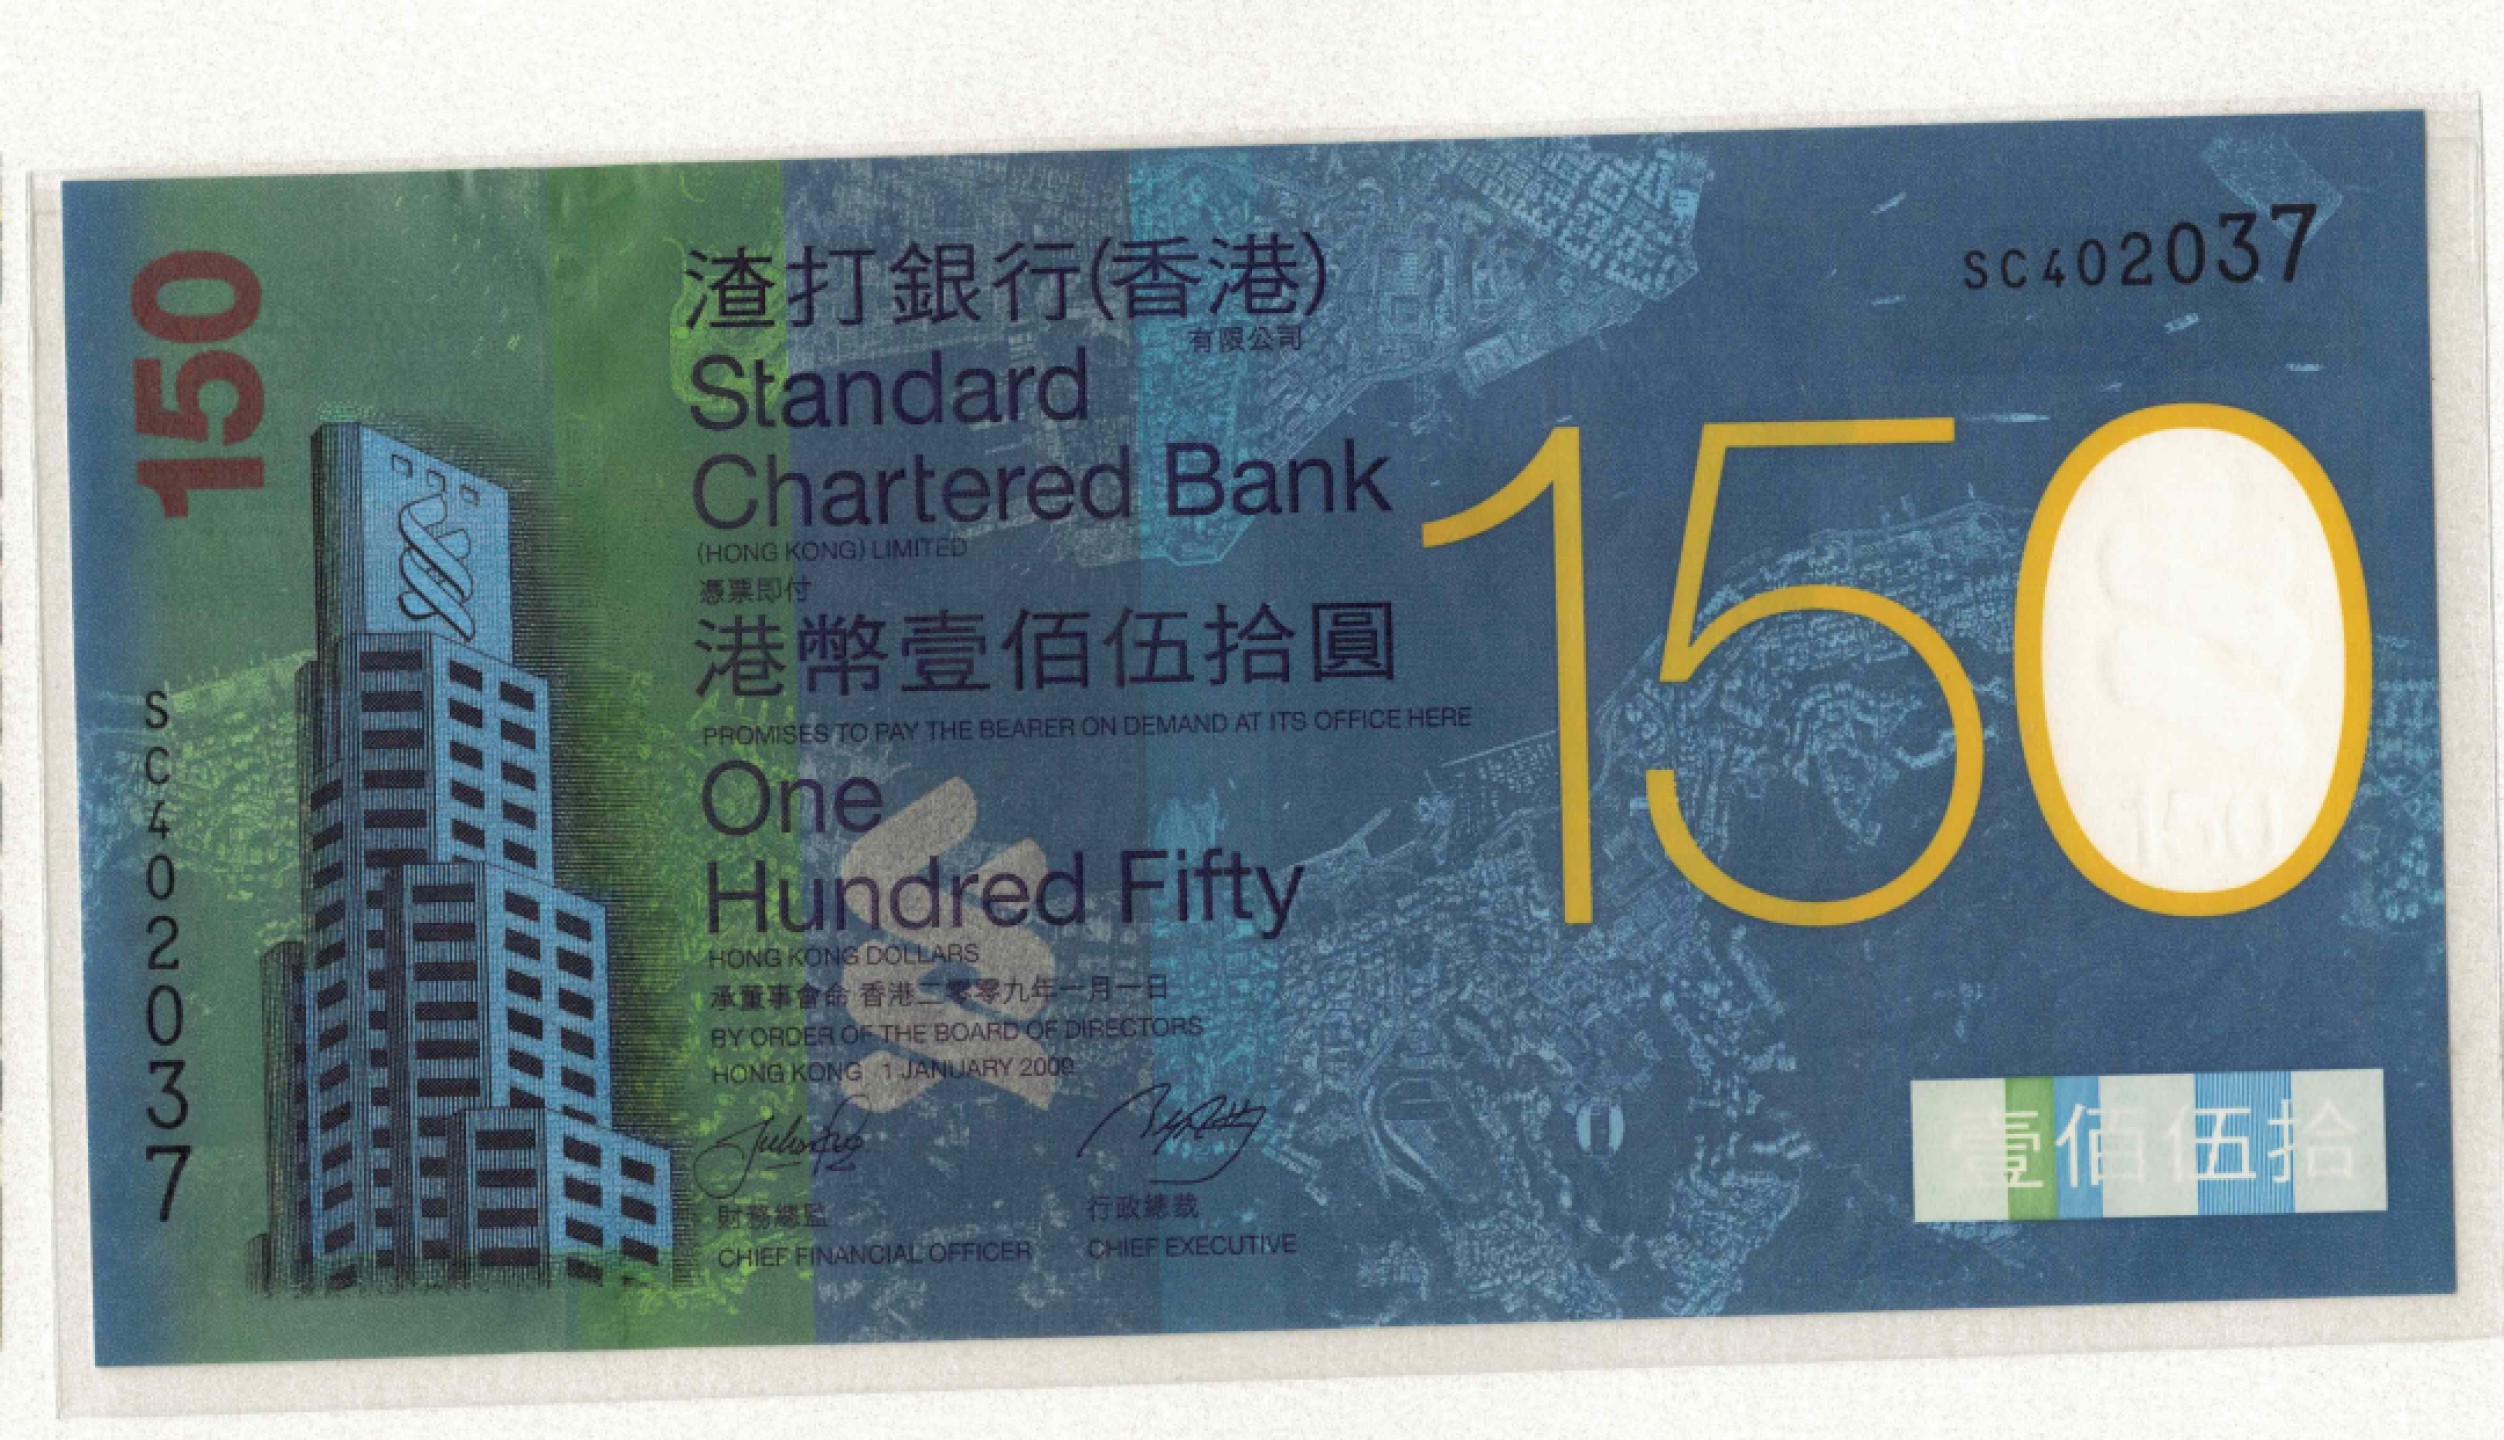 150
渣打銀行(香港)
有限公司
Standard
Chartered Bank
(HONG KONG) LIMITED
憑票即付
港幣壹佰伍拾圓
PROMISES TO PAY THE BEARER ON DEMAND AT ITS OFFICE HERE
One
Hundred Fifty
HONG KONG DOLLARS
承董事會命 香港二零零九年一月一日
BY ORDER OF THE BOARD OF DIRECTORS
HONG KONG 1 JANUARY 2009
財務總監
CHIEF FINANCIAL OFFICER
行政總裁
CHIEF EXECUTIVE
SC402037
SC402037
150
150
壹佰伍拾